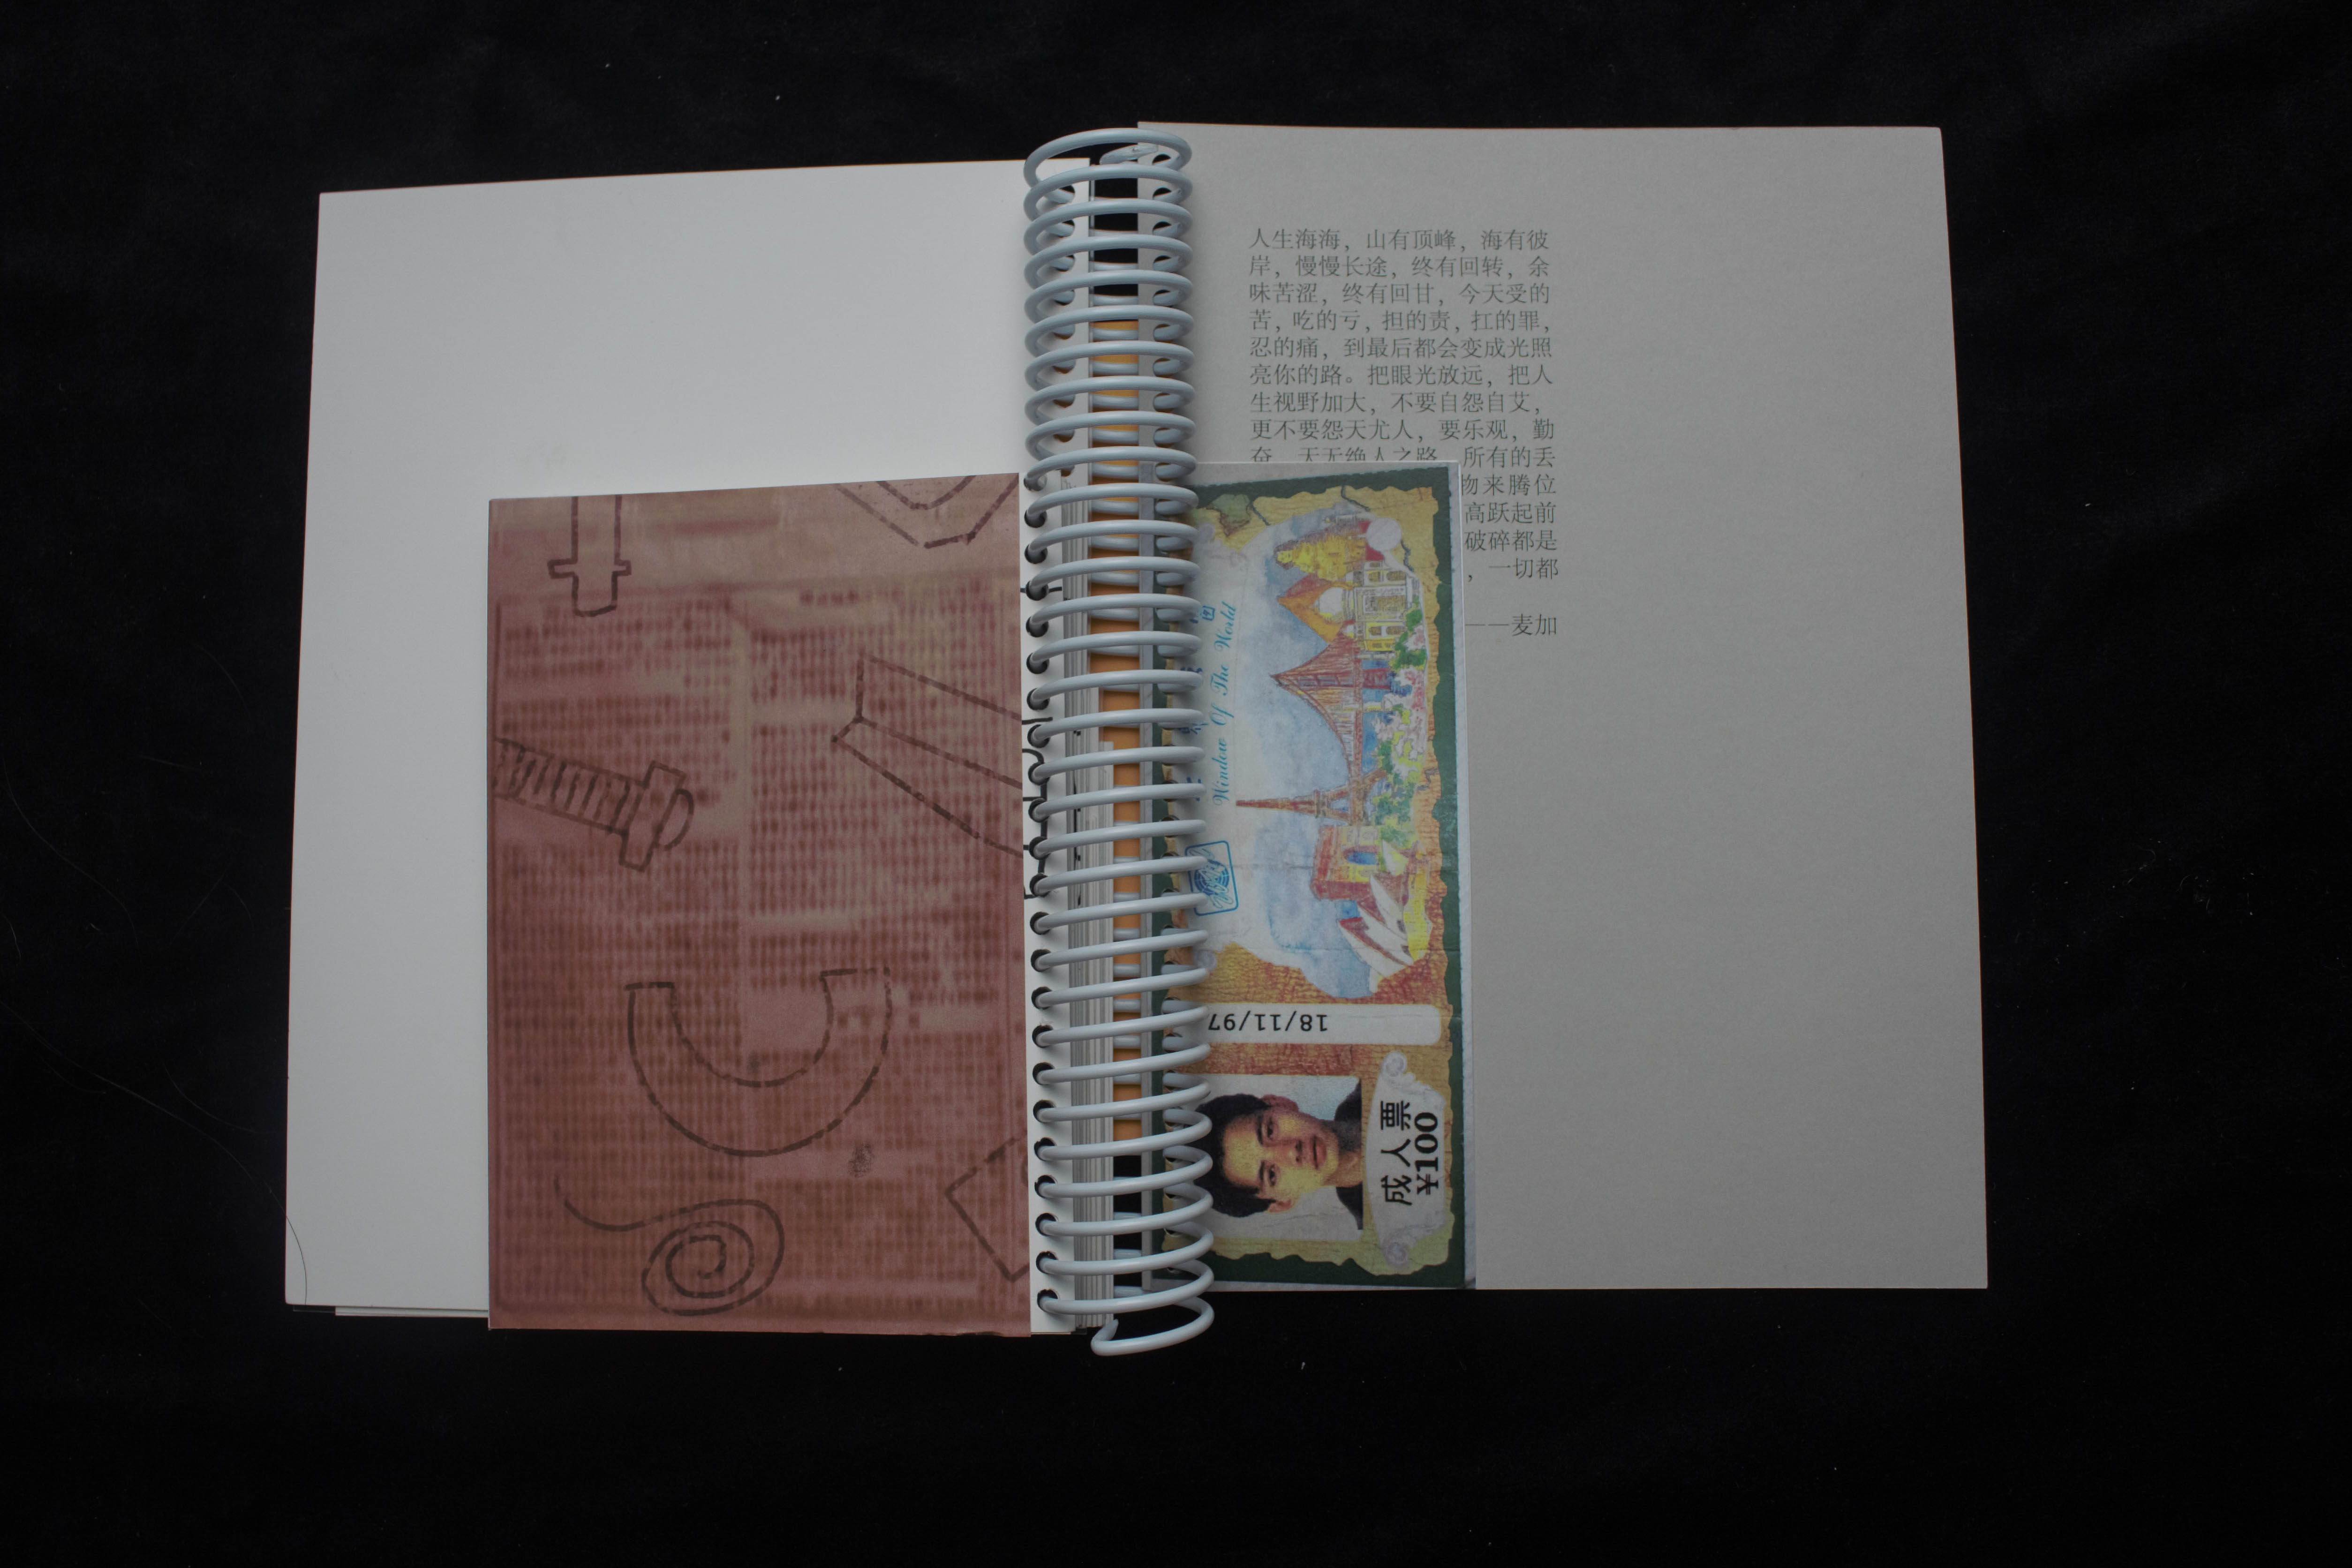 人生海海，山有顶峰，海有彼
岸，慢慢长途，终有回转，余
味苦涩，终有回甘，今天受的
苦，吃的亏，担的责，扛的罪，
忍的痛，到最后都会变成光照
亮你的路。把眼光放远，把人
生视野加大，不要自怨自艾，
更不要怨天尤人，要乐观，勤
奋，天无绝人之路，所有的丢
物来腾位
高跃起前
破碎都是
，一切都
——麦加
Window Of The World
18/11/97
成人票
¥100